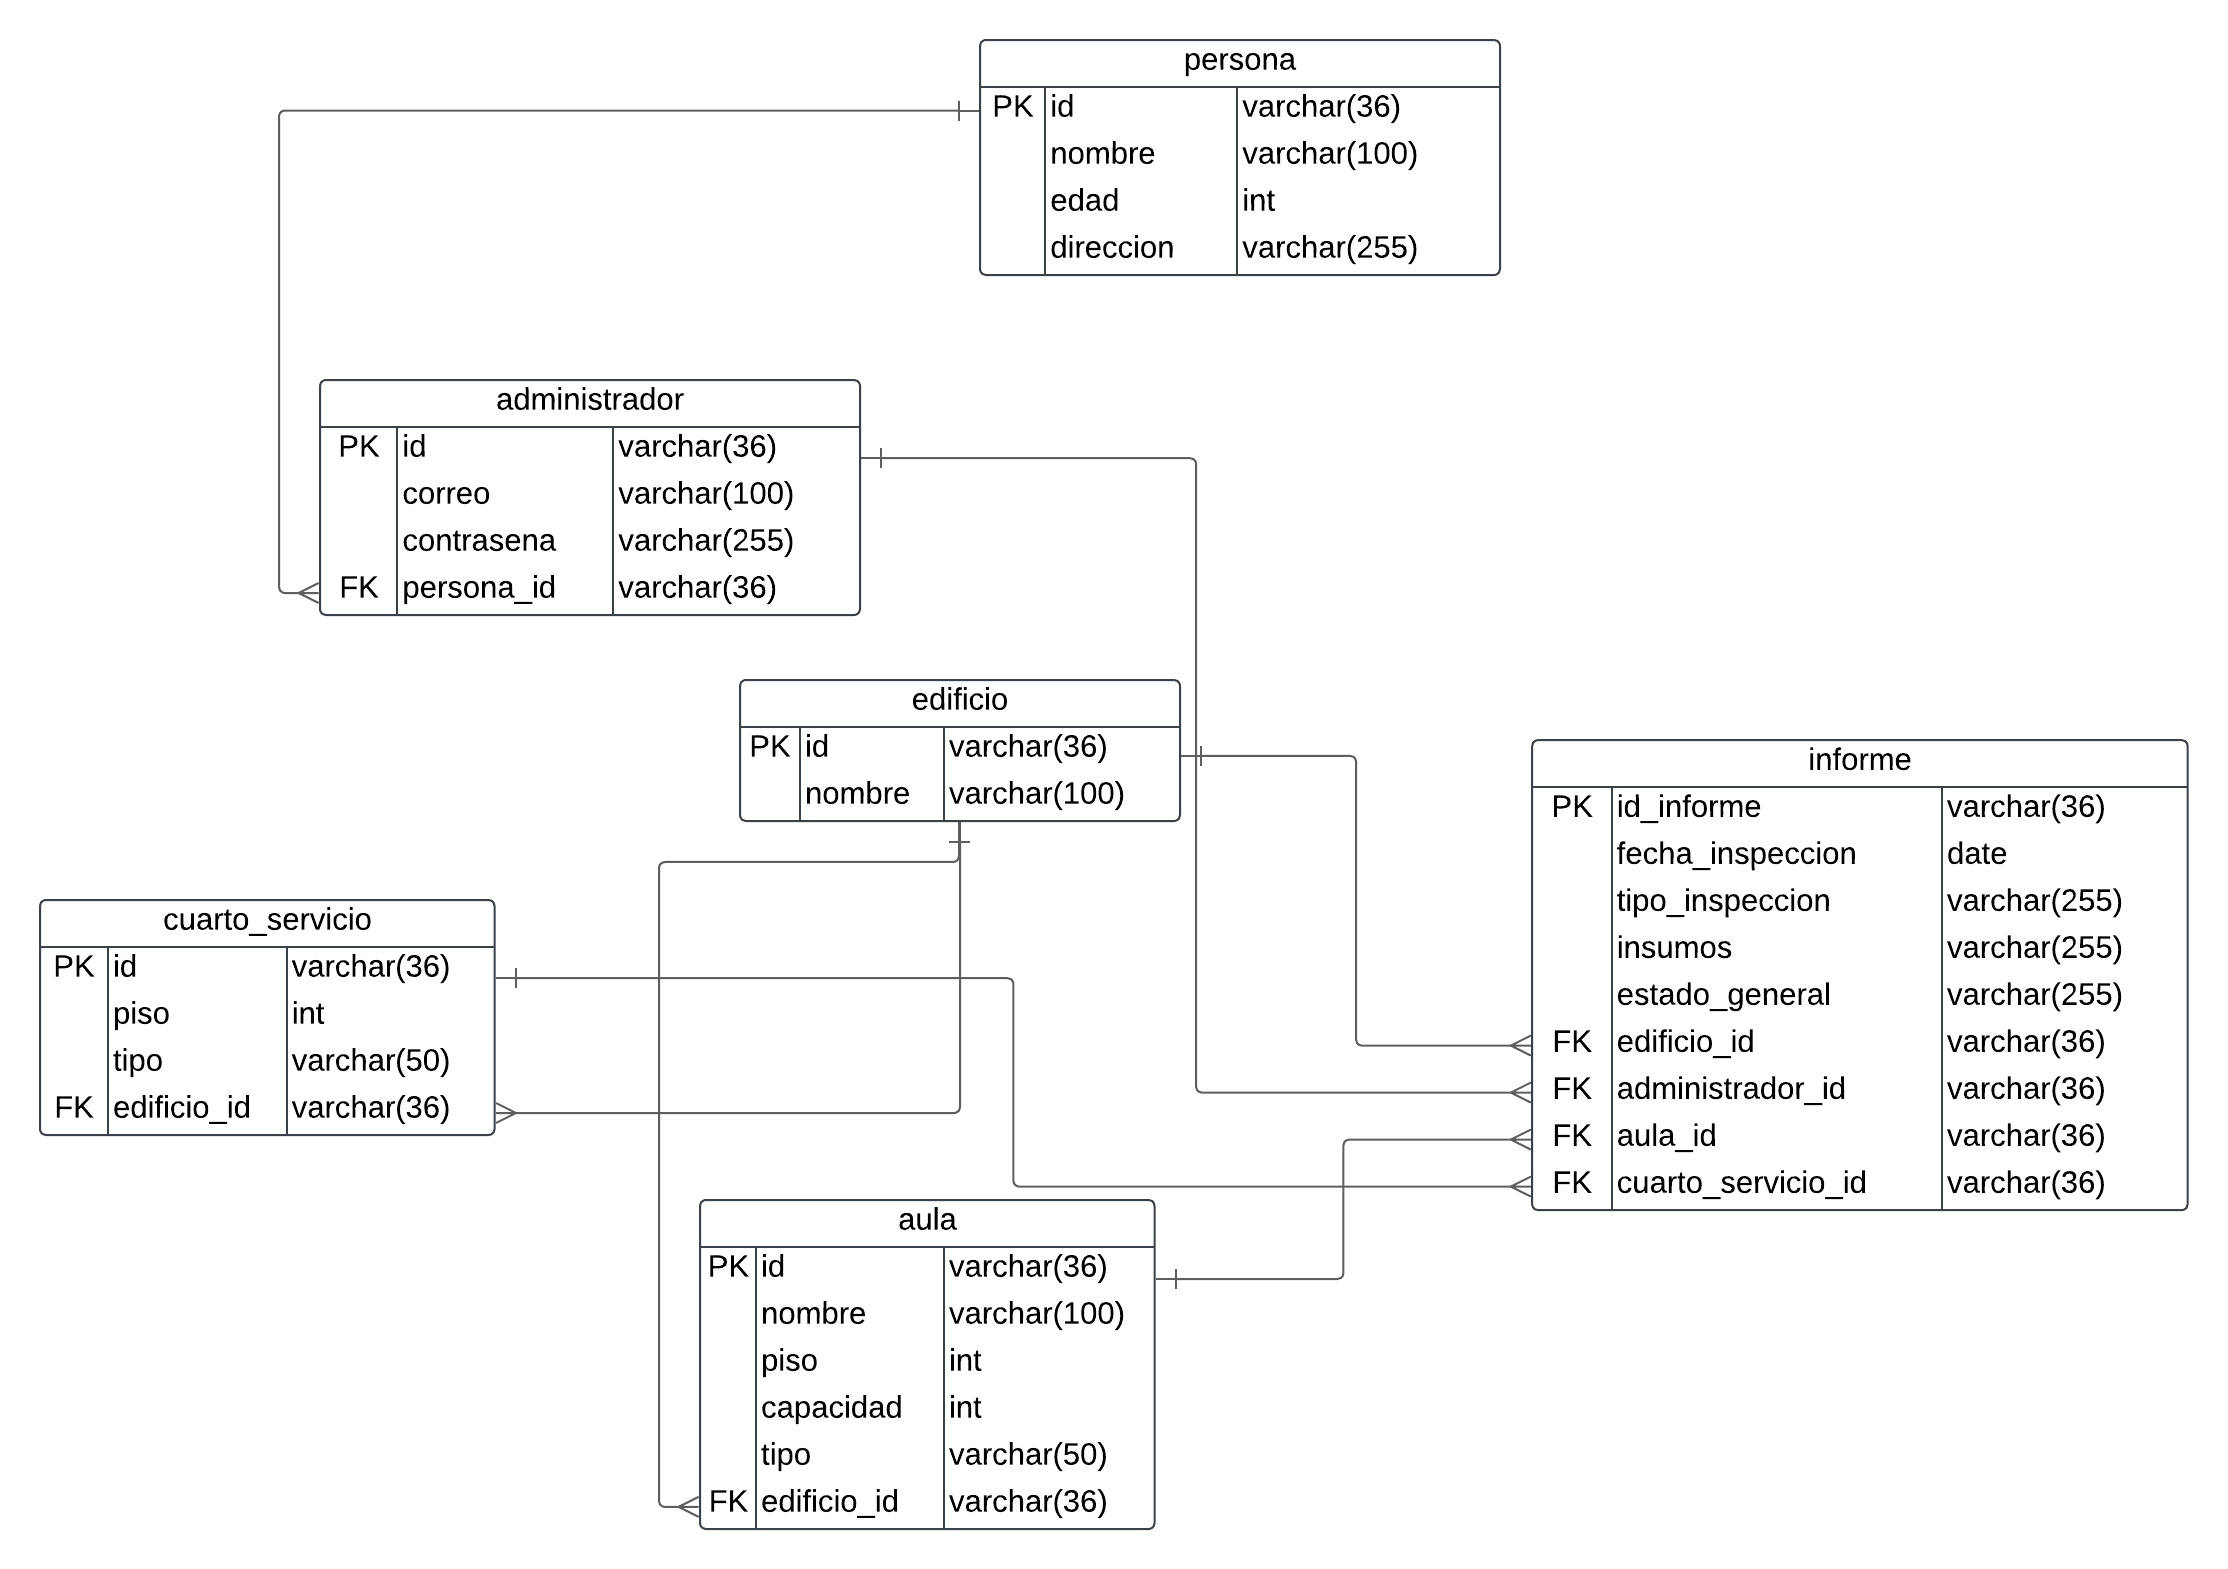 persona
PK id varchar(36)
nombre varchar(100)
edad int
direccion varchar(255)
administrador
PK id varchar(36)
correo varchar(100)
contrasena varchar(255)
FK persona_id varchar(36)
edificio
PK id varchar(36)
nombre varchar(100)
informe
PK id_informe varchar(36)
fecha_inspeccion date
tipo_inspeccion varchar(255)
insumos varchar(255)
estado_general varchar(255)
FK edificio_id varchar(36)
FK administrador_id varchar(36)
FK aula_id varchar(36)
FK cuarto_servicio_id varchar(36)
cuarto_servicio
PK id varchar(36)
piso int
tipo varchar(50)
FK edificio_id varchar(36)
aula
PK id varchar(36)
nombre varchar(100)
piso int
capacidad int
tipo varchar(50)
FK edificio_id varchar(36)